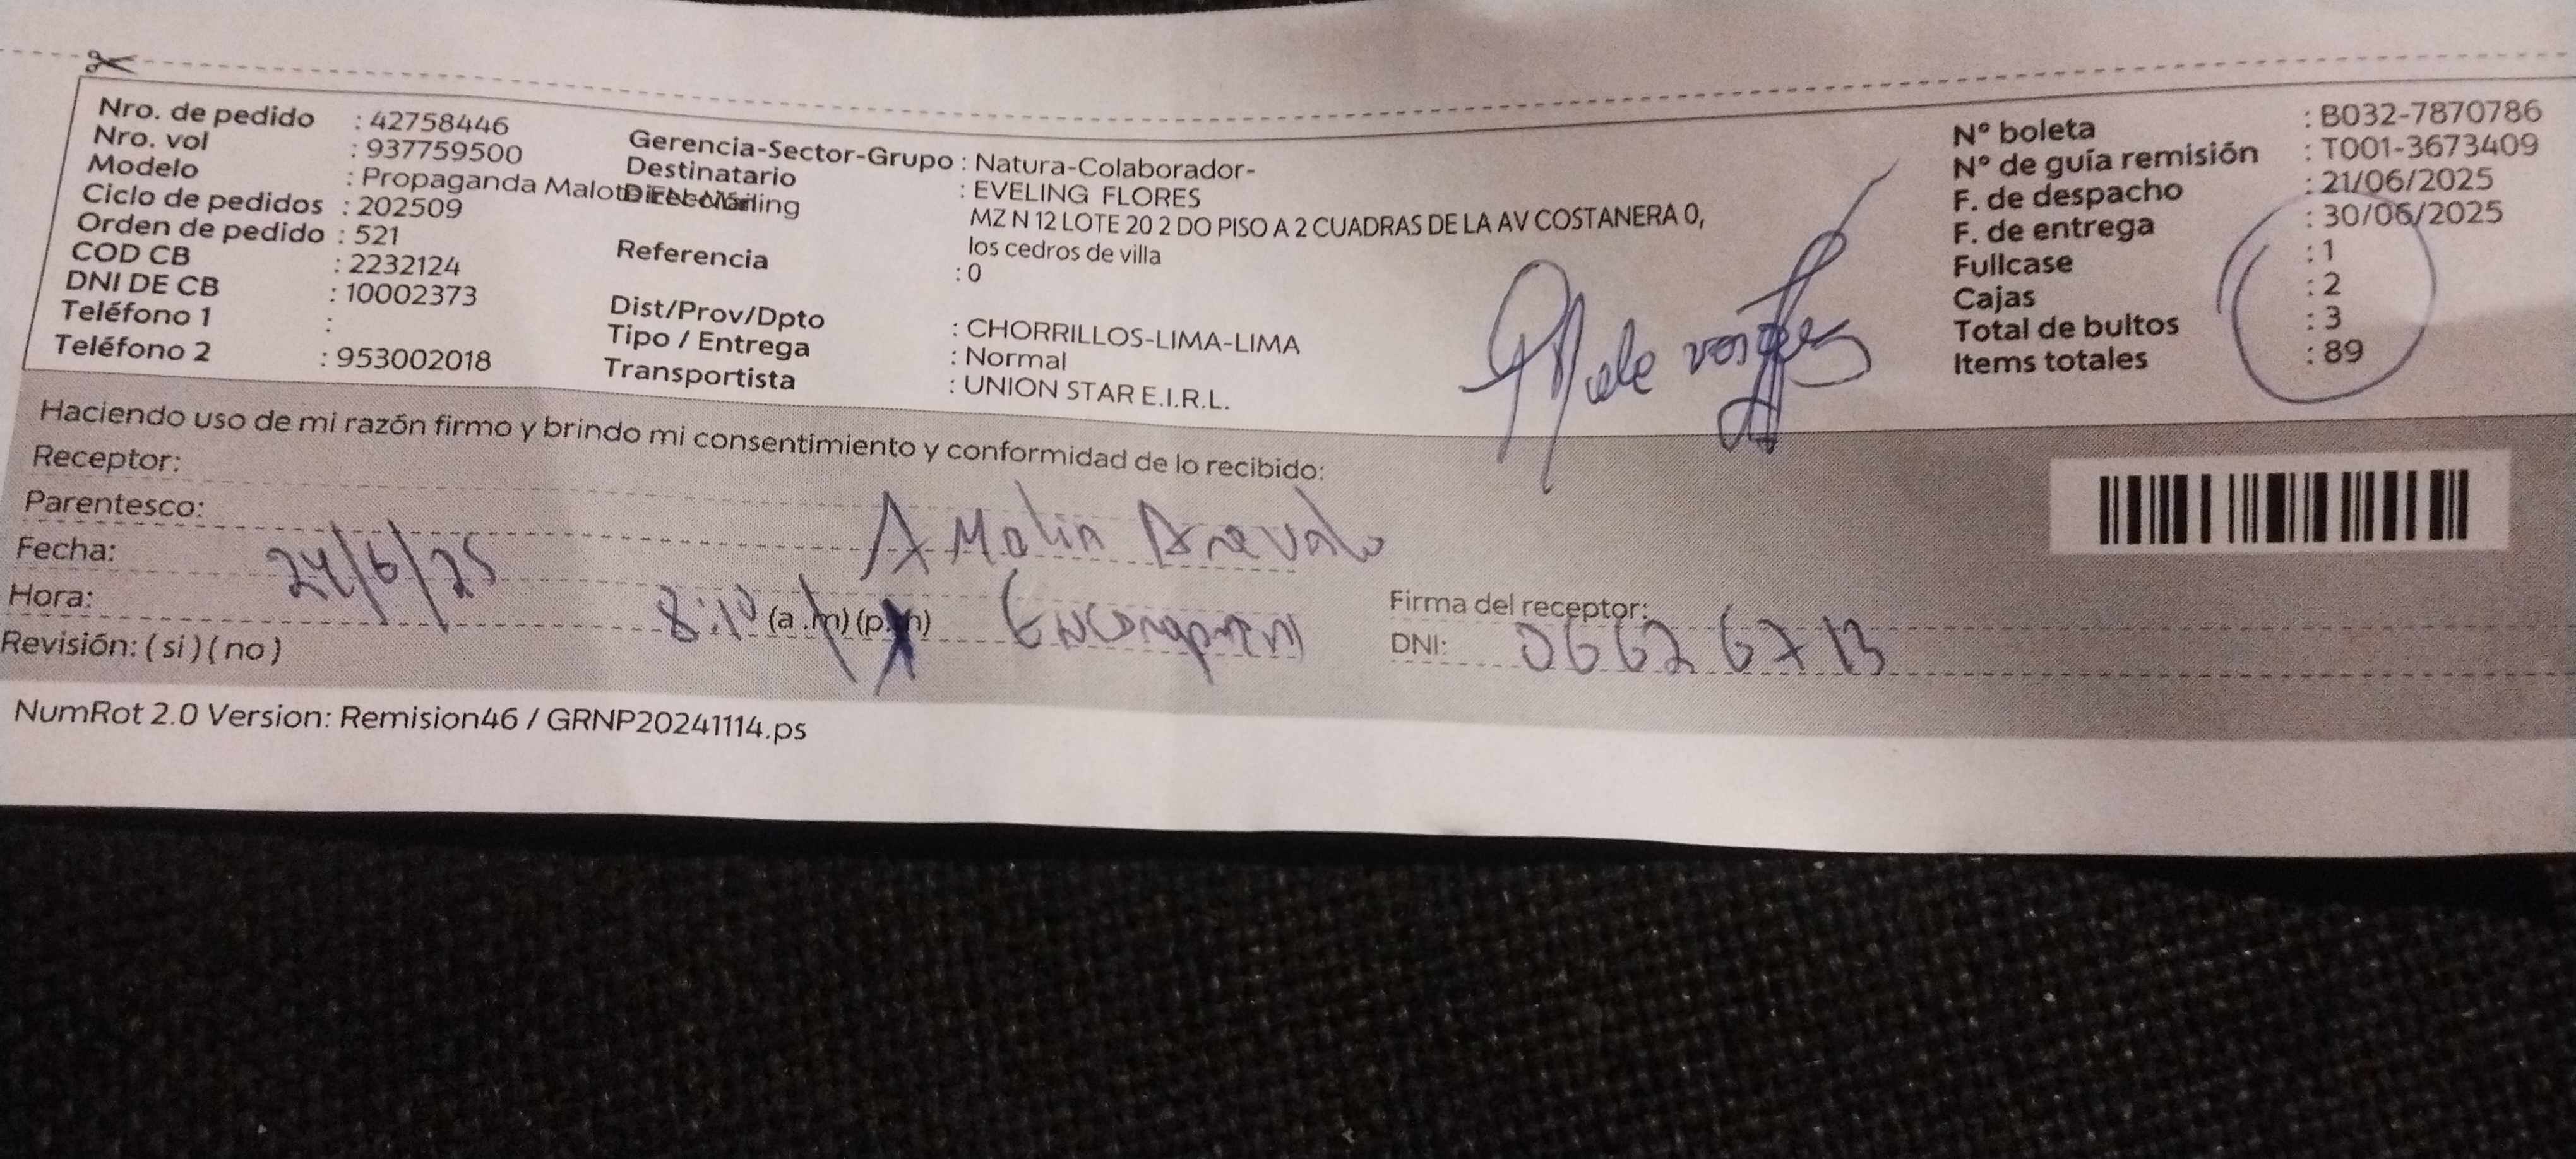 Nro. de pedido : 42758446
Nro. vol : 937759500
Modelo : Propaganda Malote FEL-Mailing
Ciclo de pedidos : 202509
Orden de pedido : 521
COD CB : 2232124
DNI DE CB : 10002373
Teléfono 1 :
Teléfono 2 : 953002018
Gerencia-Sector-Grupo : Natura-Colaborador-
Destinatario : EVELING FLORES
Dirección MZ N 12 LOTE 20 2 DO PISO A 2 CUADRAS DE LA AV COSTANERA 0,
los cedros de villa
Referencia : 0
Dist/Prov/Dpto : CHORRILLOS-LIMA-LIMA
Tipo / Entrega : Normal
Transportista : UNION STAR E.I.R.L.
N° boleta : B032-7870786
N° de guía remisión : T001-3673409
F. de despacho : 21/06/2025
F. de entrega : 30/06/2025
Fullcase : 1
Cajas : 2
Total de bultos : 3
Items totales : 89
Haciendo uso de mi razón firmo y brindo mi consentimiento y conformidad de lo recibido:
Receptor: Amalia Arevalo
Parentesco:
Fecha: 24/6/25
Hora: 8:10 (a .m) (p.m)
Firma del receptor:
Revisión: ( si ) ( no )
DNI: 06626713
NumRot 2.0 Version: Remision46 / GRNP20241114.ps